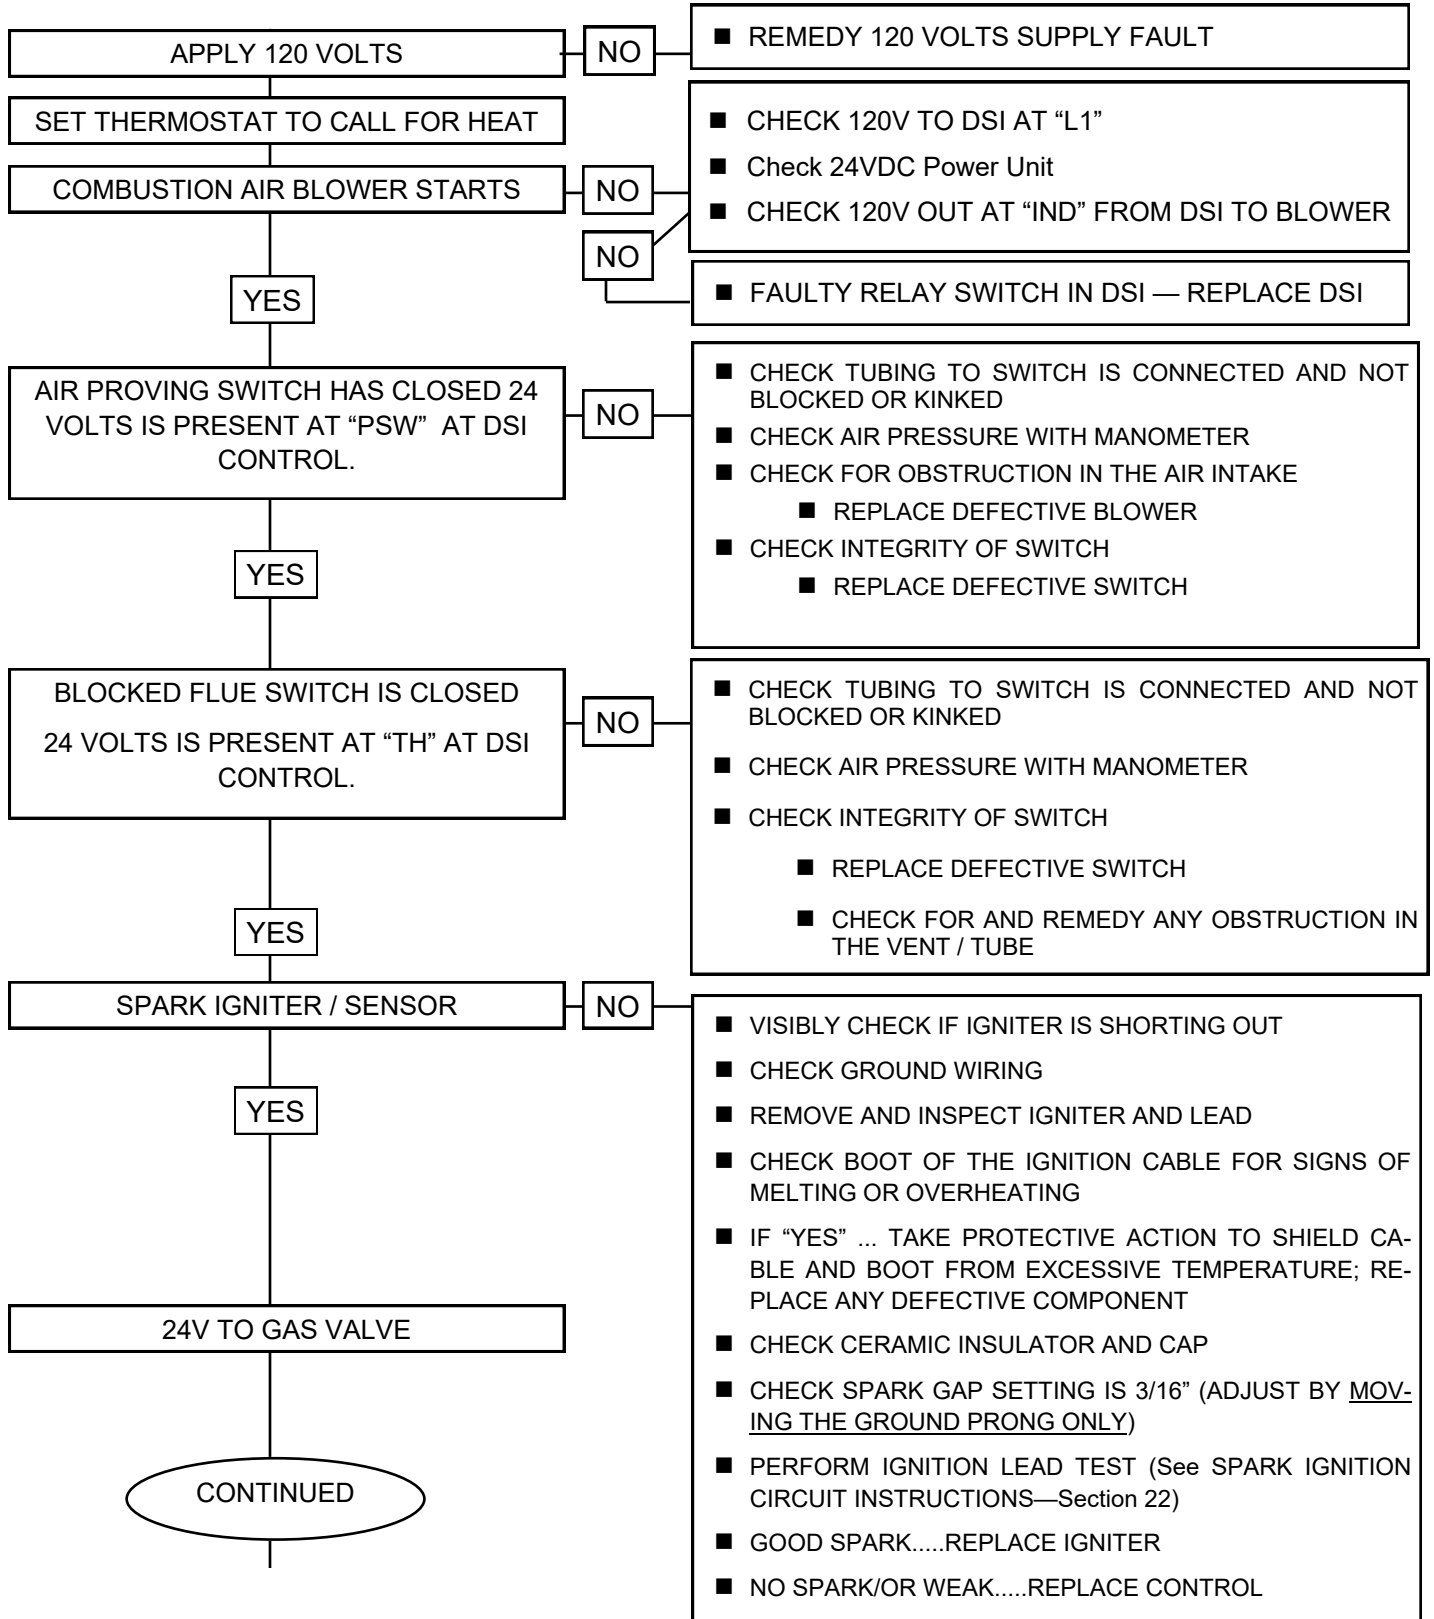 APPLY 120 VOLTS
NO
■ REMEDY 120 VOLTS SUPPLY FAULT
SET THERMOSTAT TO CALL FOR HEAT
COMBUSTION AIR BLOWER STARTS
NO
■ CHECK 120V TO DSI AT “L1”
■ Check 24VDC Power Unit
■ CHECK 120V OUT AT “IND” FROM DSI TO BLOWER
NO
■ FAULTY RELAY SWITCH IN DSI — REPLACE DSI
YES
AIR PROVING SWITCH HAS CLOSED 24
VOLTS IS PRESENT AT “PSW” AT DSI
CONTROL.
NO
■ CHECK TUBING TO SWITCH IS CONNECTED AND NOT
BLOCKED OR KINKED
■ CHECK AIR PRESSURE WITH MANOMETER
■ CHECK FOR OBSTRUCTION IN THE AIR INTAKE
■ REPLACE DEFECTIVE BLOWER
■ CHECK INTEGRITY OF SWITCH
■ REPLACE DEFECTIVE SWITCH
YES
BLOCKED FLUE SWITCH IS CLOSED
24 VOLTS IS PRESENT AT “TH” AT DSI
CONTROL.
NO
■ CHECK TUBING TO SWITCH IS CONNECTED AND NOT
BLOCKED OR KINKED
■ CHECK AIR PRESSURE WITH MANOMETER
■ CHECK INTEGRITY OF SWITCH
■ REPLACE DEFECTIVE SWITCH
■ CHECK FOR AND REMEDY ANY OBSTRUCTION IN
THE VENT / TUBE
YES
SPARK IGNITER / SENSOR
NO
■ VISIBLY CHECK IF IGNITER IS SHORTING OUT
■ CHECK GROUND WIRING
■ REMOVE AND INSPECT IGNITER AND LEAD
■ CHECK BOOT OF THE IGNITION CABLE FOR SIGNS OF
MELTING OR OVERHEATING
■ IF “YES” ... TAKE PROTECTIVE ACTION TO SHIELD CA-
BLE AND BOOT FROM EXCESSIVE TEMPERATURE; RE-
PLACE ANY DEFECTIVE COMPONENT
■ CHECK CERAMIC INSULATOR AND CAP
■ CHECK SPARK GAP SETTING IS 3/16” (ADJUST BY MOV-
ING THE GROUND PRONG ONLY)
■ PERFORM IGNITION LEAD TEST (See SPARK IGNITION
CIRCUIT INSTRUCTIONS—Section 22)
■ GOOD SPARK.....REPLACE IGNITER
■ NO SPARK/OR WEAK.....REPLACE CONTROL
YES
24V TO GAS VALVE
CONTINUED